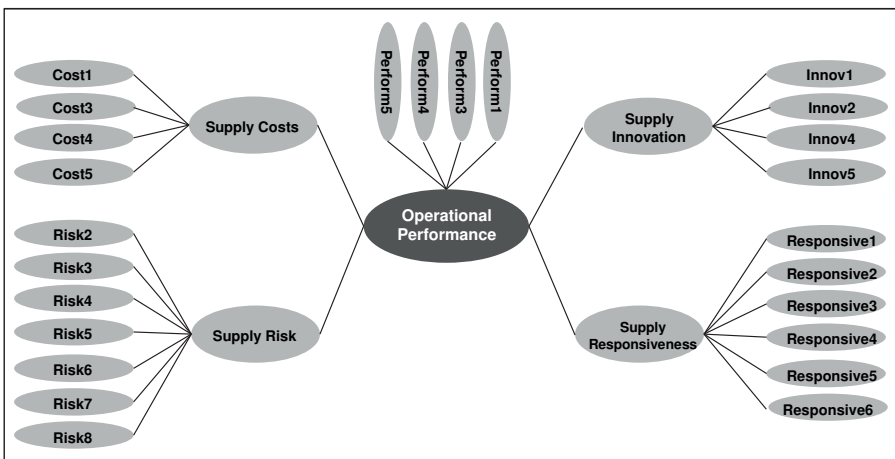 Cost1
Cost3
Cost4
Cost5
Supply Costs
Perform5
Perform4
Perform3
Perform1
Supply
Innovation
Innov1
Innov2
Innov4
Innov5
Operational
Performance
Risk2
Risk3
Risk4
Risk5
Risk6
Risk7
Risk8
Supply Risk
Supply
Responsiveness
Responsive1
Responsive2
Responsive3
Responsive4
Responsive5
Responsive6